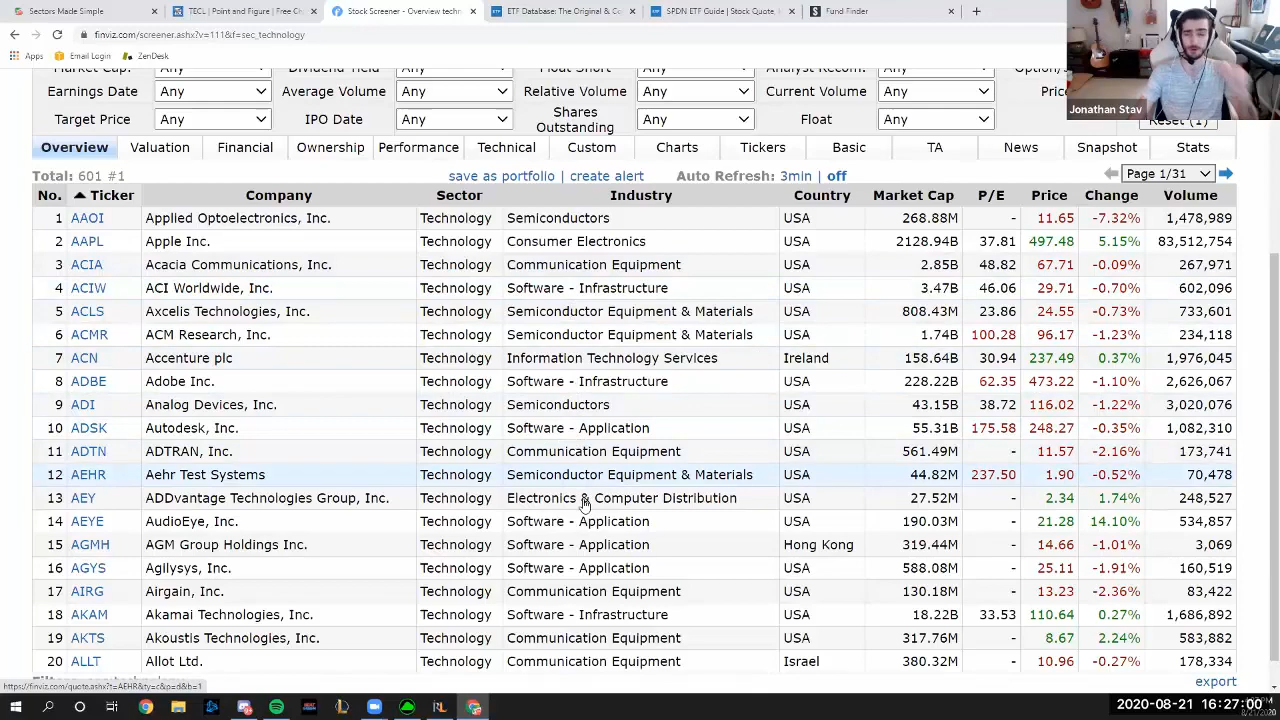 Sectors Made Simple
TECL | Point and Figure | Free Ch
Stock Screener - Overview techn
ETF Database: The Original & Co
SPDN ETF Guide | Stock Quote,
Fund Finder
finviz.com/screener.ashx?v=111&f=sec_technology
Apps Email Login ZenDesk
Market Cap. Any Any Any Any
Earnings Date Any Average Volume Any Relative Volume Any Current Volume Any Pric
Target Price Any IPO Date Any Shares Outstanding Any Float Any Reset (1)
Jonathan Stav
Overview Valuation Financial Ownership Performance Technical Custom Charts Tickers Basic TA News Snapshot Stats
Total: 601 #1 save as portfolio | create alert Auto Refresh: 3min | off Page 1/31
No. Ticker Company Sector Industry Country Market Cap P/E Price Change Volume
1 AAOI Applied Optoelectronics, Inc. Technology Semiconductors USA 268.88M - 11.65 -7.32% 1,478,989
2 AAPL Apple Inc. Technology Consumer Electronics USA 2128.94B 37.81 497.48 5.15% 83,512,754
3 ACIA Acacia Communications, Inc. Technology Communication Equipment USA 2.85B 48.82 67.71 -0.09% 267,971
4 ACIW ACI Worldwide, Inc. Technology Software - Infrastructure USA 3.47B 46.06 29.71 -0.70% 602,096
5 ACLS Axcelis Technologies, Inc. Technology Semiconductor Equipment & Materials USA 808.43M 23.86 24.55 -0.73% 733,601
6 ACMR ACM Research, Inc. Technology Semiconductor Equipment & Materials USA 1.74B 100.28 96.17 -1.23% 234,118
7 ACN Accenture plc Technology Information Technology Services Ireland 158.64B 30.94 237.49 0.37% 1,976,045
8 ADBE Adobe Inc. Technology Software - Infrastructure USA 228.22B 62.35 473.22 -1.10% 2,626,067
9 ADI Analog Devices, Inc. Technology Semiconductors USA 43.15B 38.72 116.02 -1.22% 3,020,076
10 ADSK Autodesk, Inc. Technology Software - Application USA 55.31B 175.58 248.27 -0.35% 1,082,310
11 ADTN ADTRAN, Inc. Technology Communication Equipment USA 561.49M - 11.57 -2.16% 173,741
12 AEHR Aehr Test Systems Technology Semiconductor Equipment & Materials USA 44.82M 237.50 1.90 -0.52% 70,478
13 AEY ADDvantage Technologies Group, Inc. Technology Electronics & Computer Distribution USA 27.52M - 2.34 1.74% 248,527
14 AEYE AudioEye, Inc. Technology Software - Application USA 190.03M - 21.28 14.10% 534,857
15 AGMH AGM Group Holdings Inc. Technology Software - Application Hong Kong 319.44M - 14.66 -1.01% 3,069
16 AGYS Agilysys, Inc. Technology Software - Application USA 588.08M - 25.11 -1.91% 160,519
17 AIRG Airgain, Inc. Technology Communication Equipment USA 130.18M - 13.23 -2.36% 83,422
18 AKAM Akamai Technologies, Inc. Technology Software - Infrastructure USA 18.22B 33.53 110.64 0.27% 1,686,892
19 AKTS Akoustis Technologies, Inc. Technology Communication Equipment USA 317.76M - 8.67 2.24% 583,882
20 ALLT Allot Ltd. Technology Communication Equipment Israel 380.32M - 10.96 -0.27% 178,334
export
https://finviz.com/quote.ashx?t=AEHR&ty=c&p=d&b=1
2020-08-21 16:27:00